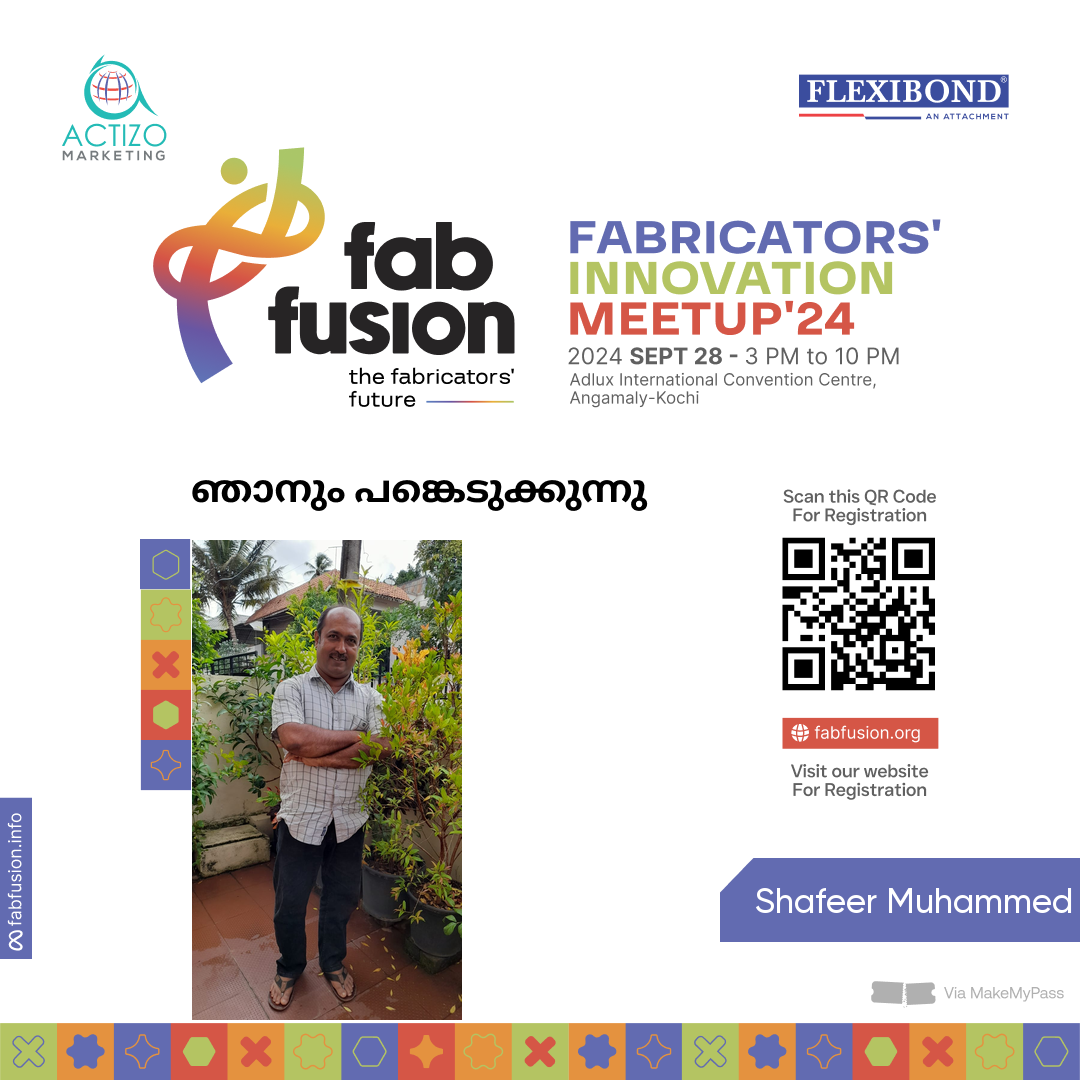 ACTIZO
MARKETING
FLEXIBOND®
AN ATTACHMENT
fab
fusion
the fabricators'
future
FABRICATORS'
INNOVATION
MEETUP'24
2024 SEPT 28 - 3 PM to 10 PM
Adlux International Convention Centre,
Angamaly-Kochi
ഞാനും പങ്കെടുക്കുന്നു
Scan this QR Code
For Registration
fabfusion.org
Visit our website
For Registration
fabfusion.info
Shafeer Muhammed
Via MakeMyPass